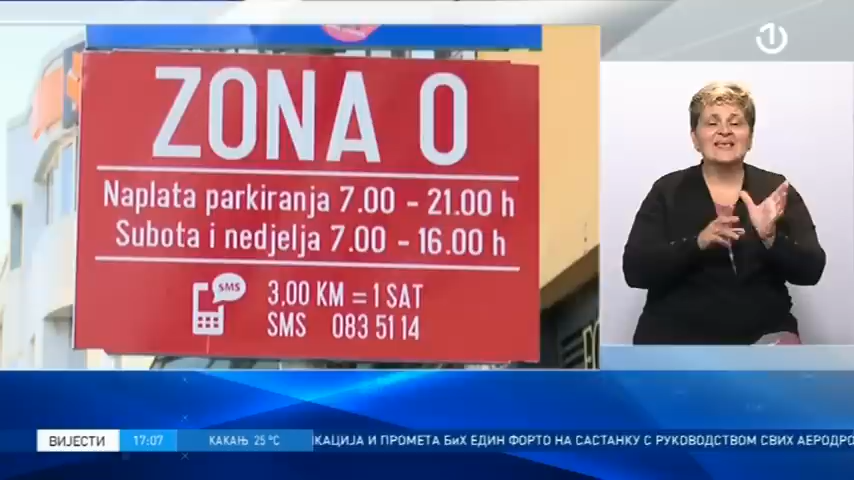 1
ZONA 0
Naplata parkiranja 7.00 - 21.00 h
Subota i nedjelja 7.00 - 16.00 h
SMS
3,00 KM = 1 SAT
SMS 083 51 14
ВИЈЕСТИ
17:07
КАКАЊ 25 °C
КАЦИЈА И ПРОМЕТА БиХ ЕДИН ФОРТО НА САСТАНКУ С РУКОВОДСТВОМ СВИХ АЕРОДРО